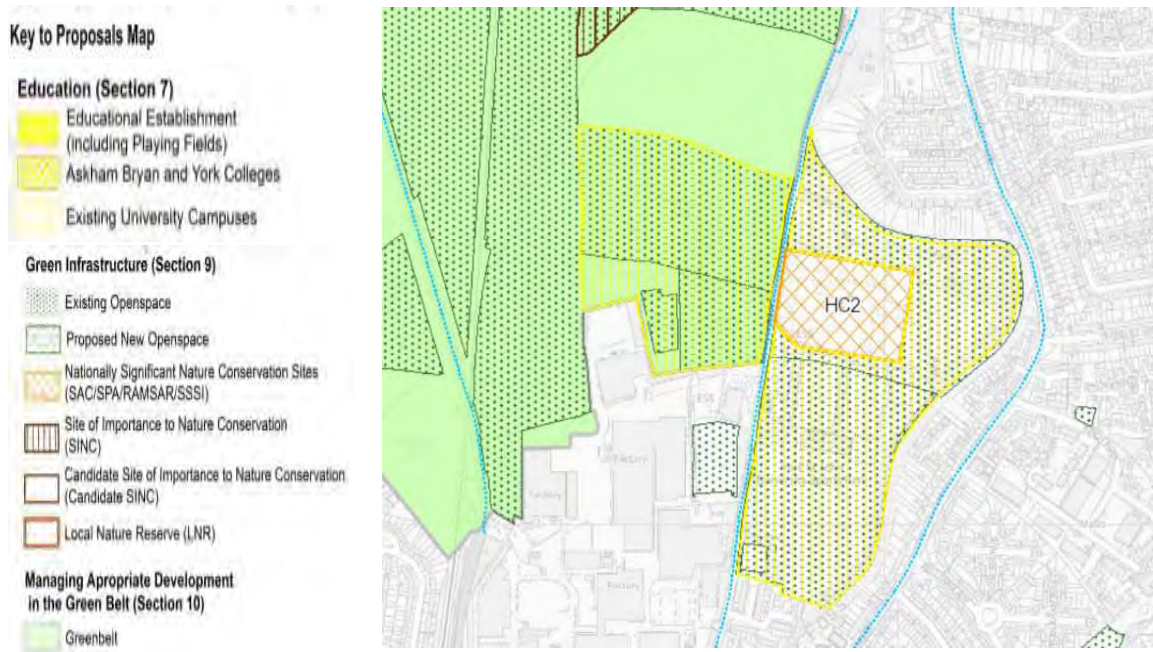 Key to Proposals Map
Education (Section 7)
Educational Establishment
(including Playing Fields)
Askham Bryan and York Colleges
Existing University Campuses
Green Infrastructure (Section 9)
Existing Openspace
Proposed New Openspace
Nationally Significant Nature Conservation Sites
(SAC/SPA/RAMSAR/SSSI)
Site of Importance to Nature Conservation
(SINC)
Candidate Site of Importance to Nature Conservation
(Candidate SINC)
Local Nature Reserve (LNR)
Managing Apropriate Development
in the Green Belt (Section 10)
Greenbelt
HC2
ESS
Factory
Factory